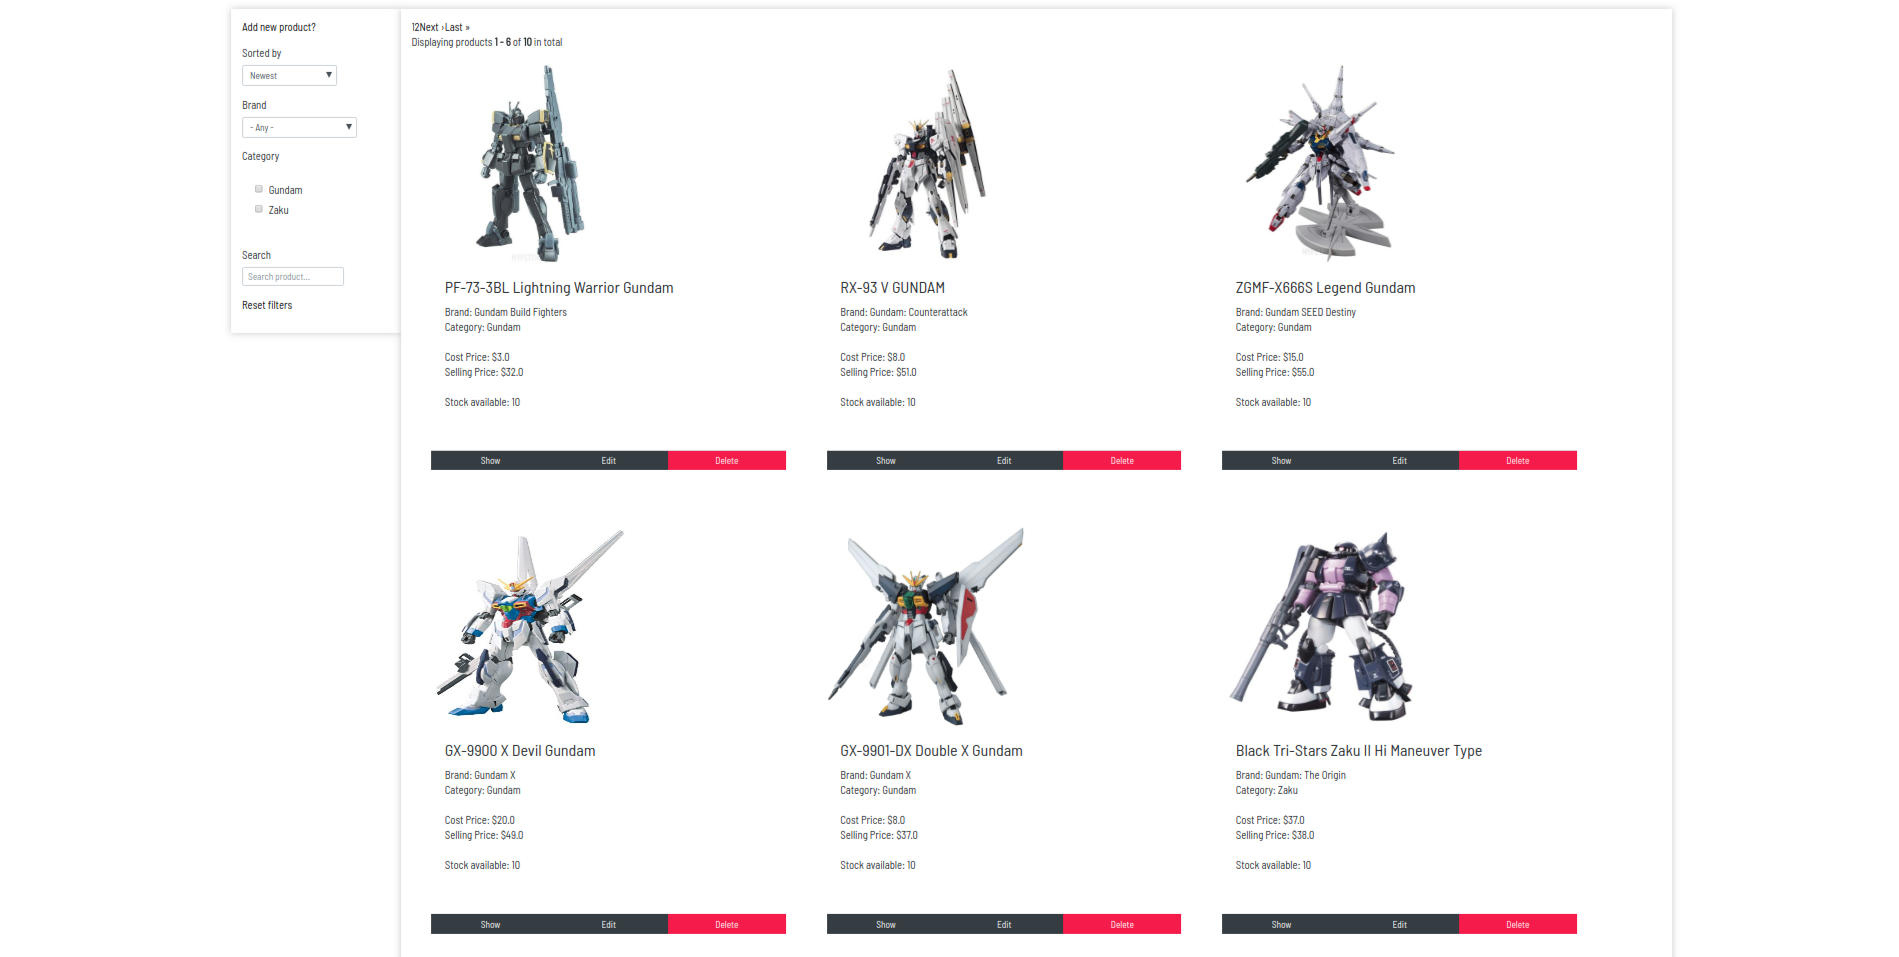 Add new product?
Sorted by
Newest
Brand
- Any -
Category
Gundam
Zaku
Search
Search product...
Reset filters
12Next ›Last »
Displaying products 1 - 6 of 10 in total
PF-73-3BL Lightning Warrior Gundam
Brand: Gundam Build Fighters
Category: Gundam
Cost Price: $3.0
Selling Price: $32.0
Stock available: 10
Show Edit Delete
RX-93 V GUNDAM
Brand: Gundam: Counterattack
Category: Gundam
Cost Price: $8.0
Selling Price: $51.0
Stock available: 10
Show Edit Delete
ZGMF-X666S Legend Gundam
Brand: Gundam SEED Destiny
Category: Gundam
Cost Price: $15.0
Selling Price: $55.0
Stock available: 10
Show Edit Delete
GX-9900 X Devil Gundam
Brand: Gundam X
Category: Gundam
Cost Price: $20.0
Selling Price: $49.0
Stock available: 10
Show Edit Delete
GX-9901-DX Double X Gundam
Brand: Gundam X
Category: Gundam
Cost Price: $8.0
Selling Price: $37.0
Stock available: 10
Show Edit Delete
Black Tri-Stars Zaku II Hi Maneuver Type
Brand: Gundam: The Origin
Category: Zaku
Cost Price: $37.0
Selling Price: $38.0
Stock available: 10
Show Edit Delete